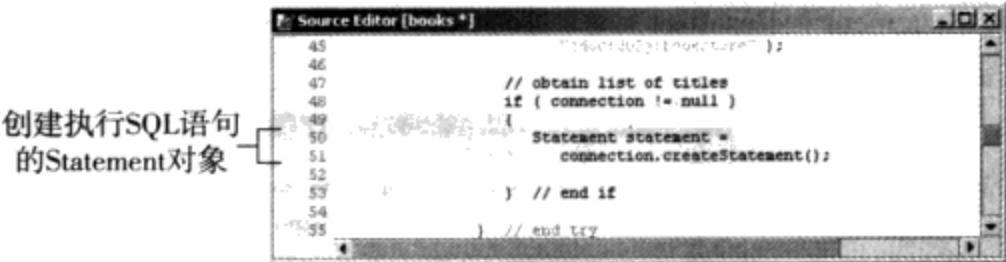 Source Editor [books *]
45 );
46
47 // obtain list of titles
48 if ( connection != null )
49 {
50 Statement statement =
51 connection.createStatement();
52
53 } // end if
54
55 } // end try
创建执行SQL语句
的Statement对象